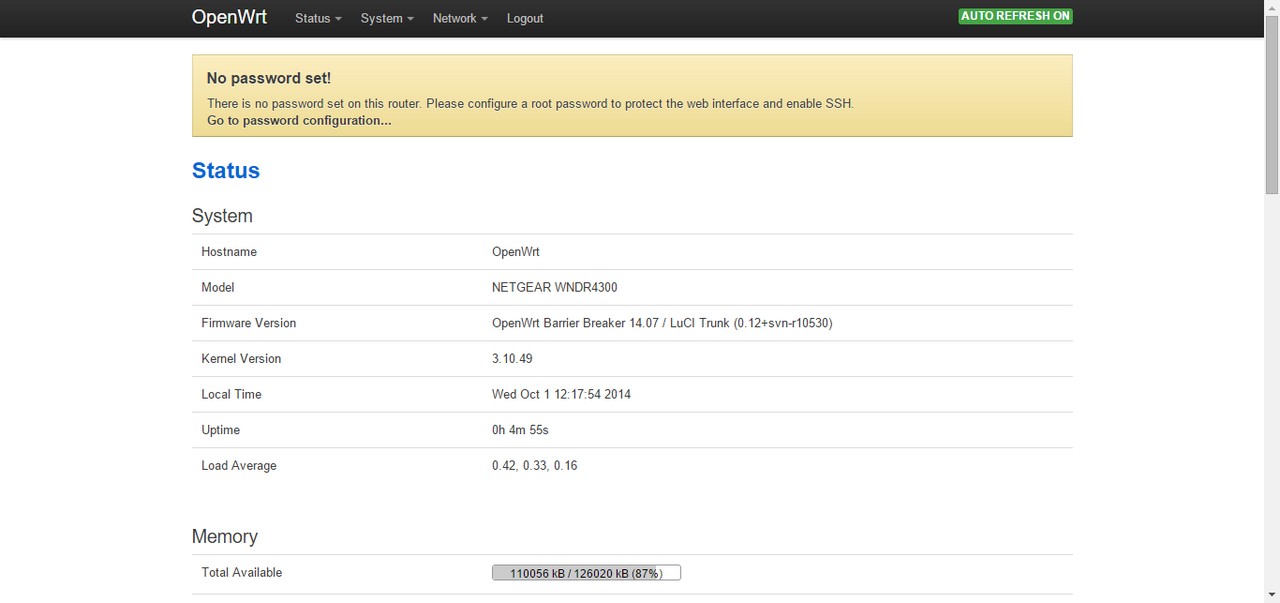 OpenWrt Status System Network Logout AUTO REFRESH ON
No password set!
There is no password set on this router. Please configure a root password to protect the web interface and enable SSH.
Go to password configuration...
Status
System
Hostname OpenWrt
Model NETGEAR WNDR4300
Firmware Version OpenWrt Barrier Breaker 14.07 / LuCI Trunk (0.12+svn-r10530)
Kernel Version 3.10.49
Local Time Wed Oct 1 12:17:54 2014
Uptime 0h 4m 55s
Load Average 0.42, 0.33, 0.16
Memory
Total Available 110056 kB / 126020 kB (87%)